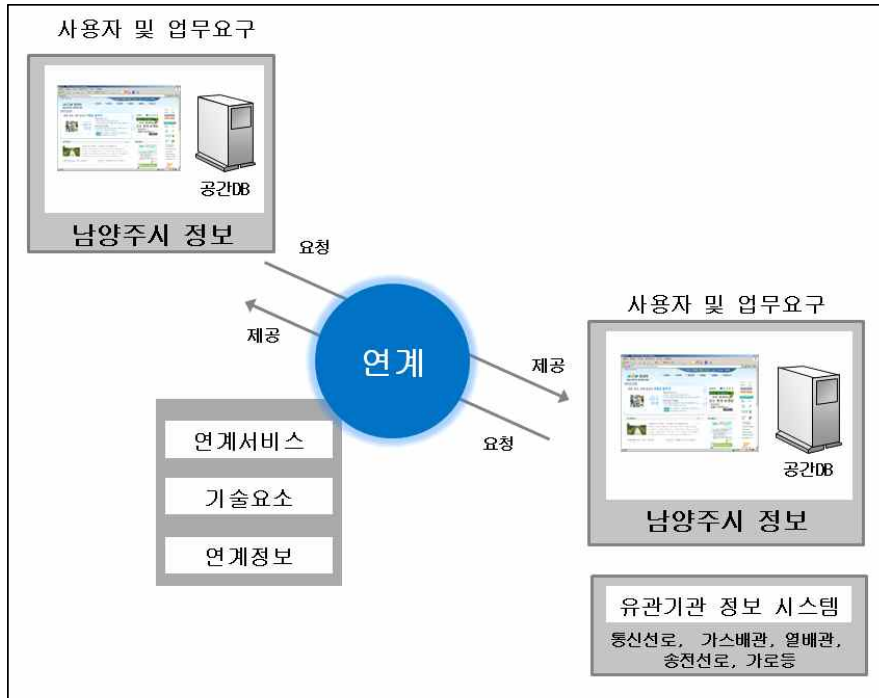 사용자 및 업무요구
공간DB
남양주시 정보
요청
제공
연계
사용자 및 업무요구
제공
요청
공간DB
남양주시 정보
연계서비스
기술요소
연계정보
유관기관 정보 시스템
통신선로, 가스배관, 열배관,
송전선로, 가로등